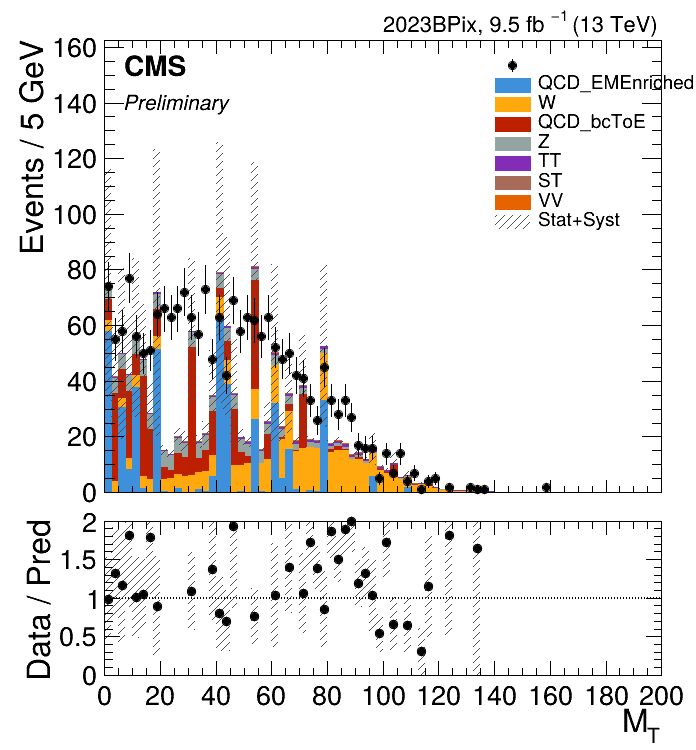 2023BPix, 9.5 fb⁻¹ (13 TeV)
CMS
Preliminary
Events / 5 GeV
160
140
120
100
80
60
40
20
0
QCD_EMEnriched
W
QCD_bcToE
Z
TT
ST
VV
Stat+Syst
Data / Pred
2
1.5
1
0.5
0
0 20 40 60 80 100 120 140 160 180 200
M_T